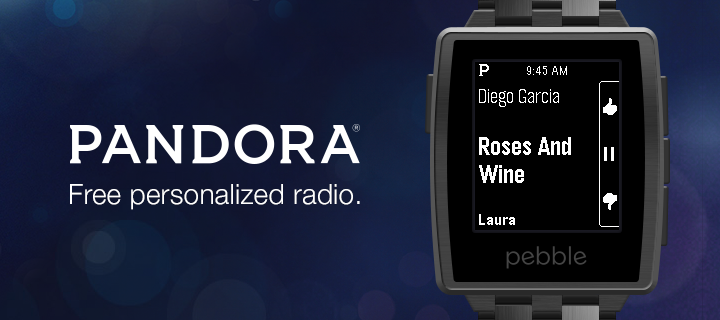 PANDORA®
Free personalized radio.
P 9:45 AM
Diego Garcia
Roses And
Wine
Laura
pebble